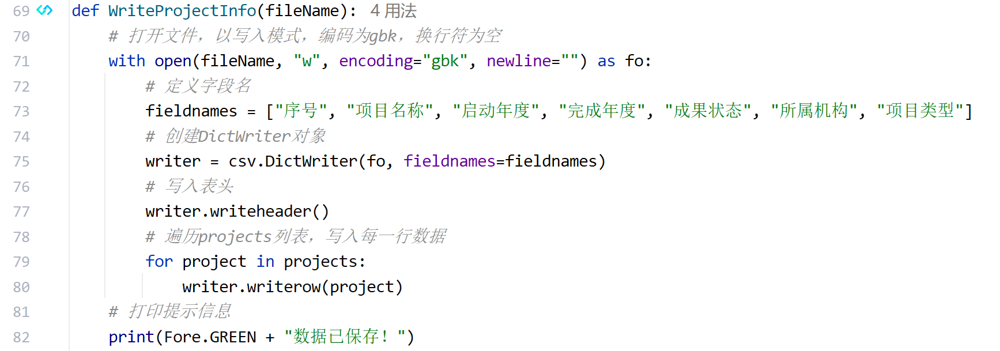 69 def WriteProjectInfo(fileName): 4 用法
70 # 打开文件，以写入模式，编码为gbk，换行符为空
71 with open(fileName, "w", encoding="gbk", newline="") as fo:
72 # 定义字段名
73 fieldnames = ["序号", "项目名称", "启动年度", "完成年度", "成果状态", "所属机构", "项目类型"]
74 # 创建DictWriter对象
75 writer = csv.DictWriter(fo, fieldnames=fieldnames)
76 # 写入表头
77 writer.writeheader()
78 # 遍历projects列表，写入每一行数据
79 for project in projects:
80 writer.writerow(project)
81 # 打印提示信息
82 print(Fore.GREEN + "数据已保存！")